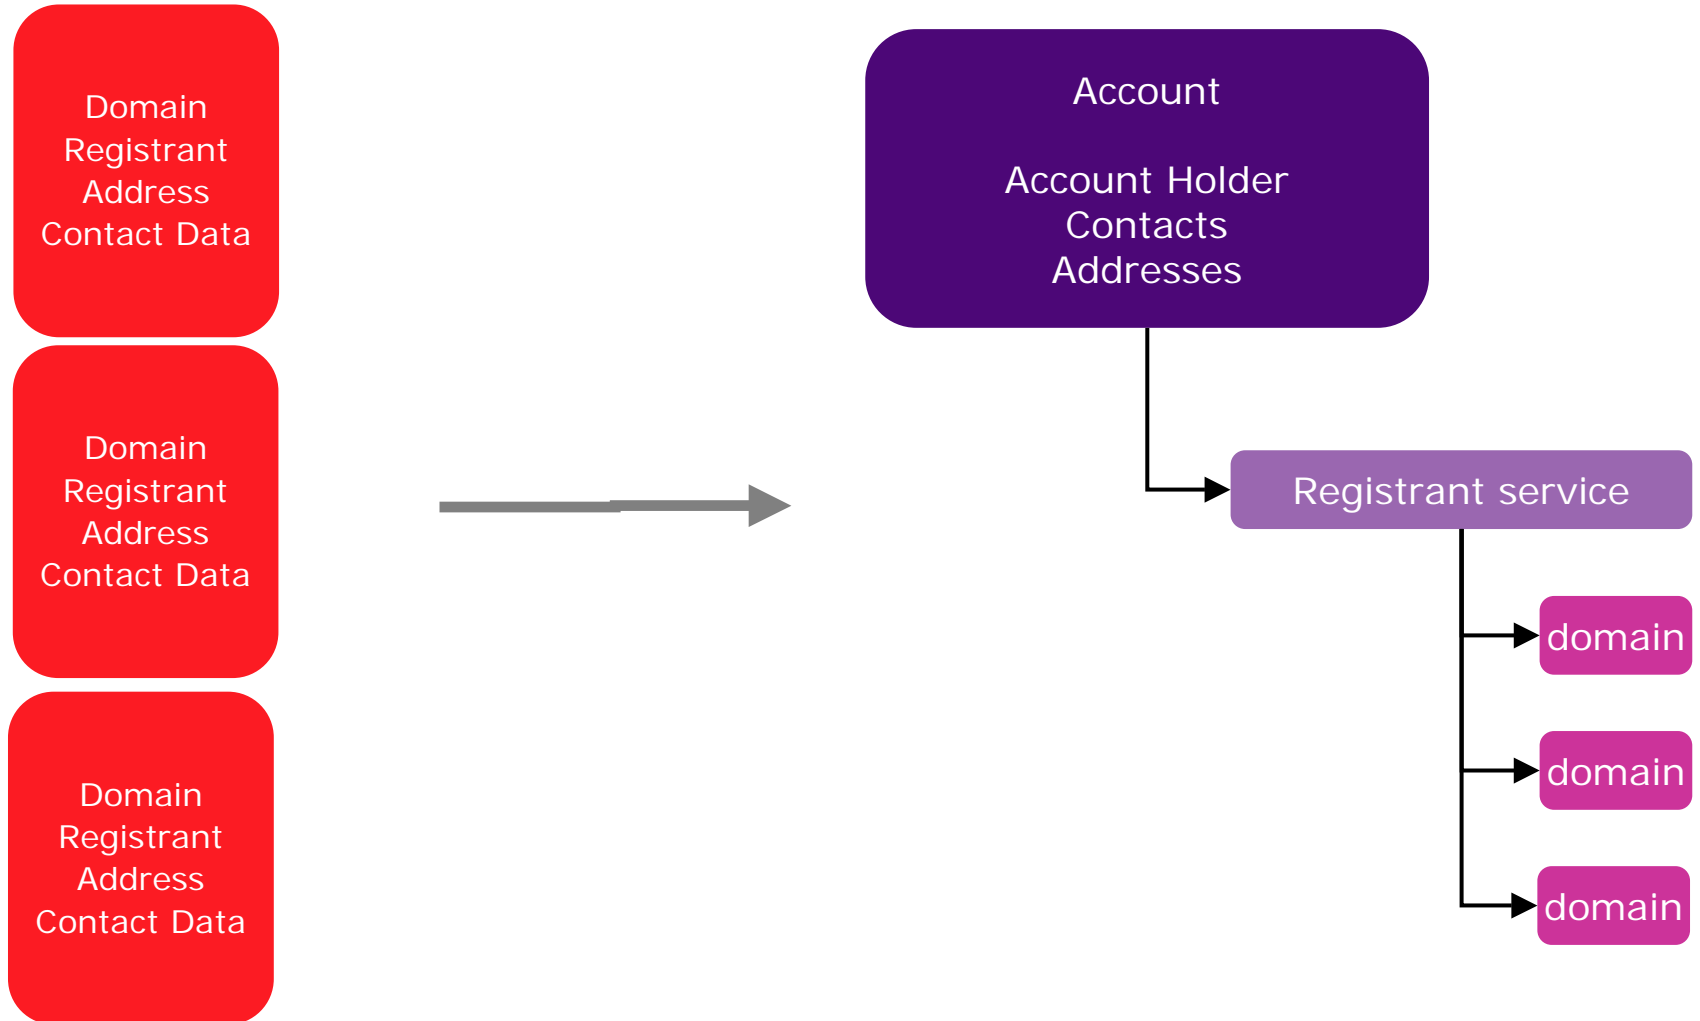 Domain
Registrant
Address
Contact Data
Domain
Registrant
Address
Contact Data
Domain
Registrant
Address
Contact Data
Account
Account Holder
Contacts
Addresses
Registrant service
domain
domain
domain